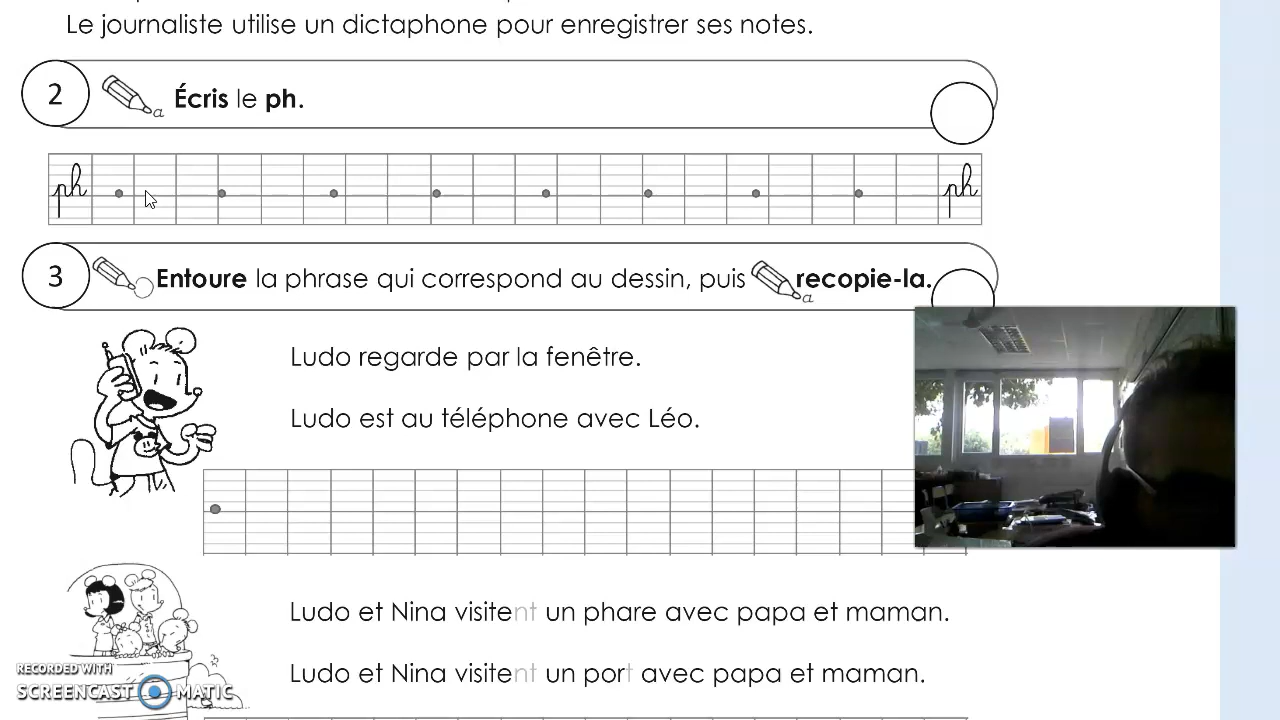 Le journaliste utilise un dictaphone pour enregistrer ses notes.
2 a Écris le ph.
ph ph
3 Entoure la phrase qui correspond au dessin, puis a recopie-la.
Ludo regarde par la fenêtre.
Ludo est au téléphone avec Léo.
Ludo et Nina visitent un phare avec papa et maman.
Ludo et Nina visitent un port avec papa et maman.
RECORDED WITH
SCREENCAST MATIC